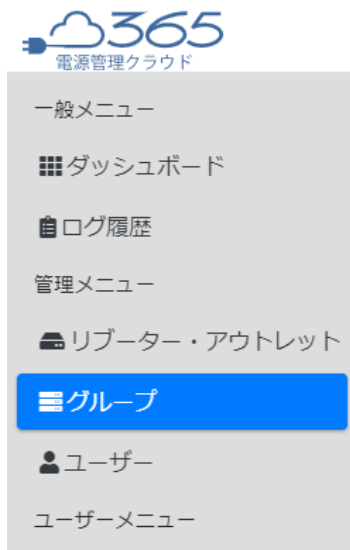 365
電源管理クラウド
一般メニュー
ダッシュボード
ログ履歴
管理メニュー
リブーター・アウトレット
グループ
ユーザー
ユーザーメニュー